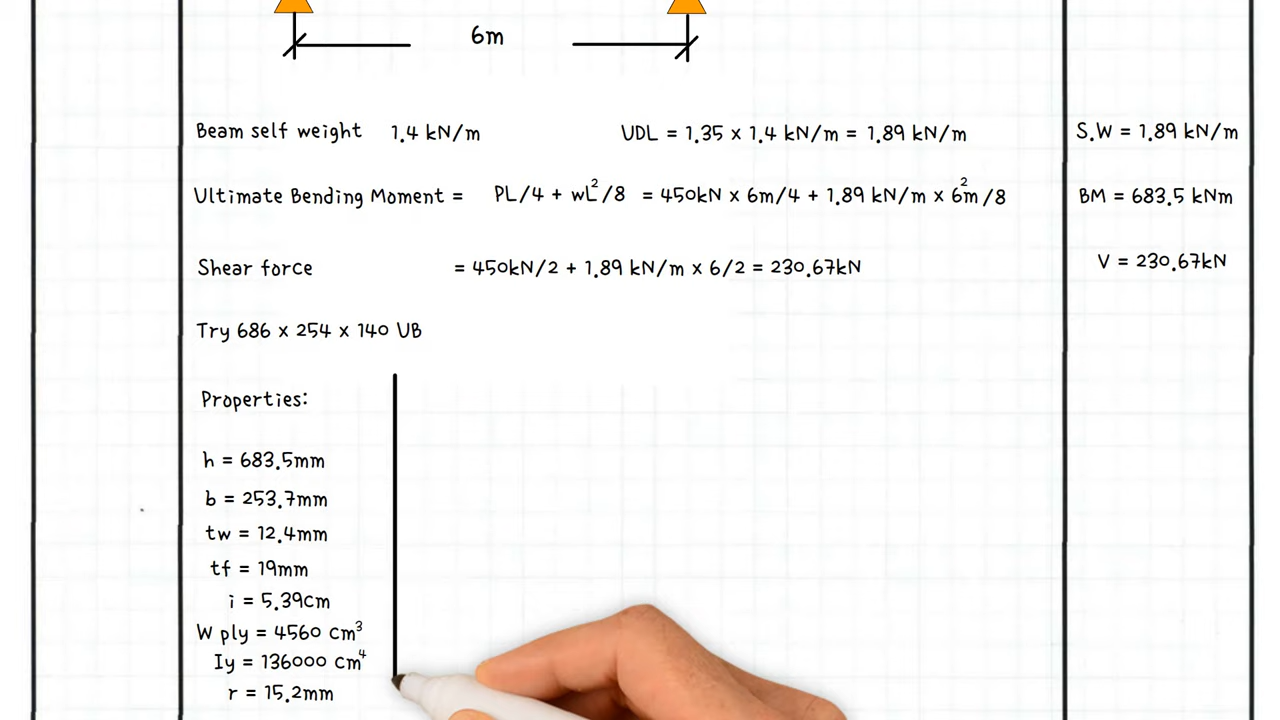 6m
Beam self weight 1.4 kN/m UDL = 1.35 x 1.4 kN/m = 1.89 kN/m S.W = 1.89 kN/m
Ultimate Bending Moment = PL/4 + wL²/8 = 450kN x 6m/4 + 1.89 kN/m x 6²m/8 BM = 683.5 kNm
Shear force = 450kN/2 + 1.89 kN/m x 6/2 = 230.67kN V = 230.67kN
Try 686 x 254 x 140 UB
Properties:
h = 683.5mm
b = 253.7mm
tw = 12.4mm
tf = 19mm
i = 5.39cm
W ply = 4560 cm³
Iy = 136000 cm⁴
r = 15.2mm